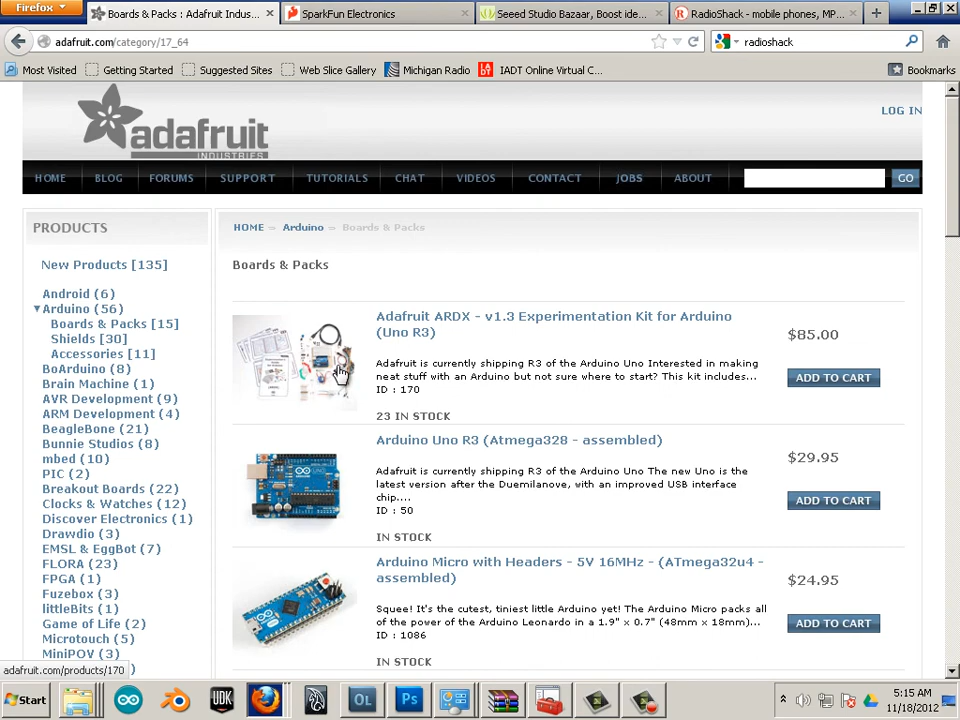 Firefox
Boards & Packs : Adafruit Indus...
SparkFun Electronics
Seeed Studio Bazaar, Boost ide...
RadioShack - mobile phones, MP...
adafruit.com/category/17_64
radioshack
Most Visited
Getting Started
Suggested Sites
Web Slice Gallery
Michigan Radio
IADT Online Virtual C...
Bookmarks
adafruit
INDUSTRIES
LOG IN
HOME
BLOG
FORUMS
SUPPORT
TUTORIALS
CHAT
VIDEOS
CONTACT
JOBS
ABOUT
GO
PRODUCTS
New Products [135]
Android (6)
Arduino (56)
Boards & Packs [15]
Shields [30]
Accessories [11]
BoArduino (8)
Brain Machine (1)
AVR Development (9)
ARM Development (4)
BeagleBone (21)
Bunnie Studios (8)
mbed (10)
PIC (2)
Breakout Boards (22)
Clocks & Watches (12)
Discover Electronics (1)
Drawdio (3)
EMSL & EggBot (7)
FLORA (23)
FPGA (1)
Fuzebox (3)
littleBits (1)
Game of Life (2)
Microtouch (5)
MiniPOV (3)
HOME
Arduino
Boards & Packs
Boards & Packs
Adafruit ARDX - v1.3 Experimentation Kit for Arduino
(Uno R3)
Adafruit is currently shipping R3 of the Arduino Uno Interested in making
neat stuff with an Arduino but not sure where to start? This kit includes...
ID : 170
23 IN STOCK
$85.00
ADD TO CART
Arduino Uno R3 (Atmega328 - assembled)
Adafruit is currently shipping R3 of the Arduino Uno The new Uno is the
latest version after the Duemilanove, with an improved USB interface
chip....
ID : 50
IN STOCK
$29.95
ADD TO CART
Arduino Micro with Headers - 5V 16MHz - (ATmega32u4 -
assembled)
Squee! It's the cutest, tiniest little Arduino yet! The Arduino Micro packs all
of the power of the Arduino Leonardo in a 1.9" x 0.7" (48mm x 18mm)...
ID : 1086
IN STOCK
$24.95
ADD TO CART
adafruit.com/products/170
Start
UDK
OL
Ps
5:15 AM
11/18/2012